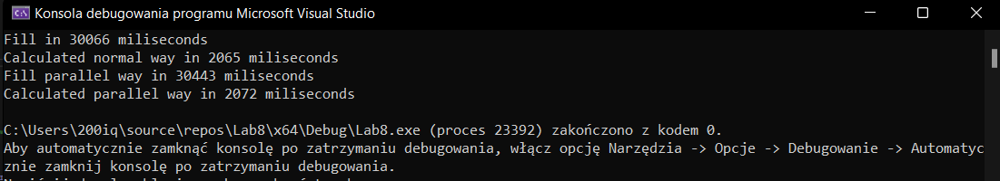 Konsola debugowania programu Microsoft Visual Studio
Fill in 30066 miliseconds
Calculated normal way in 2065 miliseconds
Fill parallel way in 30443 miliseconds
Calculated parallel way in 2072 miliseconds
C:\Users\200iq\source\repos\Lab8\x64\Debug\Lab8.exe (proces 23392) zakończono z kodem 0.
Aby automatycznie zamknąć konsolę po zatrzymaniu debugowania, włącz opcję Narzędzia -> Opcje -> Debugowanie -> Automatyc
znie zamknij konsolę po zatrzymaniu debugowania.